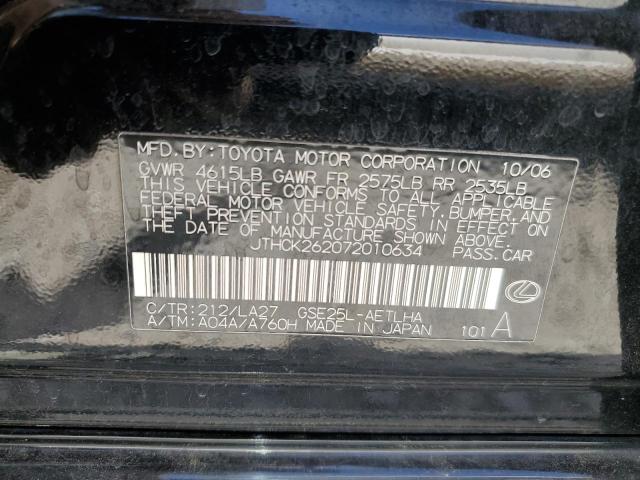 MFD. BY: TOYOTA MOTOR CORPORATION 10/06
GVWR 4615LB GAWR FR 2575LB RR 2535LB
THIS VEHICLE CONFORMS TO ALL APPLICABLE
FEDERAL MOTOR VEHICLE SAFETY, BUMPER, AND
THEFT PREVENTION STANDARDS IN EFFECT ON
THE DATE OF MANUFACTURE SHOWN ABOVE.
JTHCK262072010634 PASS.CAR
C/TR:212/LA27 GSE25L-AETLHA
A/TM:A04A/A760H MADE IN JAPAN 101 A